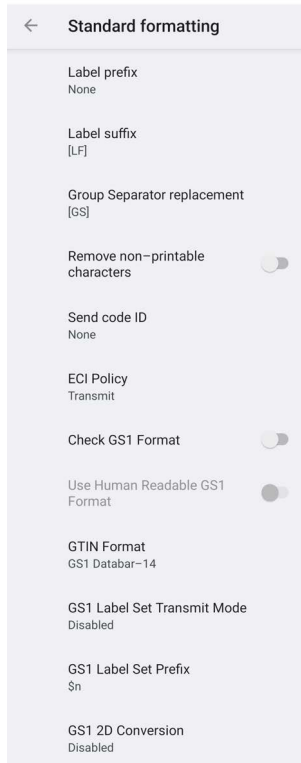 Standard formatting
Label prefix
None
Label suffix
[LF]
Group Separator replacement
[GS]
Remove non-printable
characters
Send code ID
None
ECI Policy
Transmit
Check GS1 Format
Use Human Readable GS1
Format
GTIN Format
GS1 Databar-14
GS1 Label Set Transmit Mode
Disabled
GS1 Label Set Prefix
$n
GS1 2D Conversion
Disabled